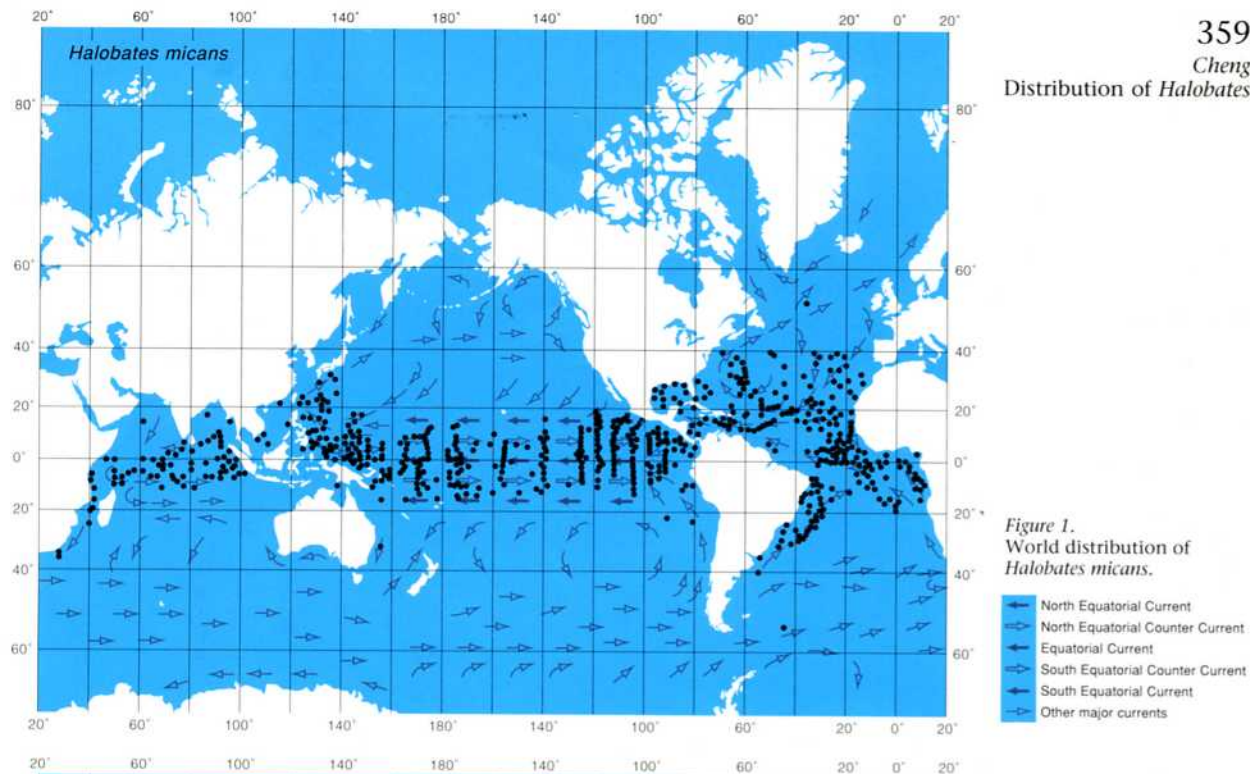 20° 60° 100° 140° 180° 140° 100° 60° 20° 0° 20°
359
Cheng
Distribution of Halobates
Halobates micans
80° 80°
60° 60°
40° 40°
20° 20°
0° 0°
20° 20°
40° 40°
60° 60°
20° 60° 100° 140° 180° 140° 100° 60° 20° 0° 20°
20° 60° 100° 140° 180° 140° 100° 60° 20° 0° 20°
Figure 1.
World distribution of
Halobates micans.
North Equatorial Current
North Equatorial Counter Current
Equatorial Current
South Equatorial Counter Current
South Equatorial Current
Other major currents